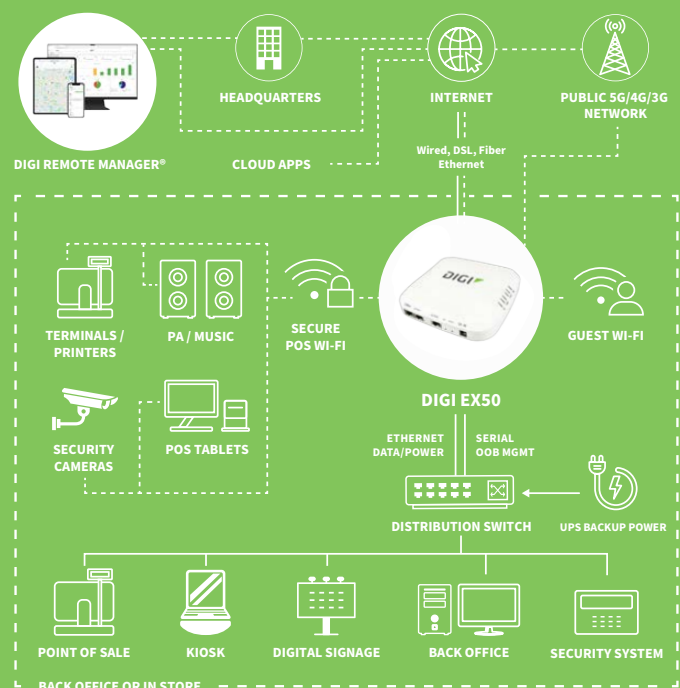 HEADQUARTERS
INTERNET
PUBLIC 5G/4G/3G
NETWORK
DIGI REMOTE MANAGER®
CLOUD APPS
Wired, DSL, Fiber
Ethernet
DIGI
TERMINALS /
PRINTERS
PA / MUSIC
SECURE
POS WI-FI
GUEST WI-FI
DIGI EX50
SECURITY
CAMERAS
POS TABLETS
ETHERNET
DATA/POWER
SERIAL
OOB MGMT
DISTRIBUTION SWITCH
UPS BACKUP POWER
POINT OF SALE
KIOSK
DIGITAL SIGNAGE
BACK OFFICE
SECURITY SYSTEM
BACK OFFICE OR IN STORE